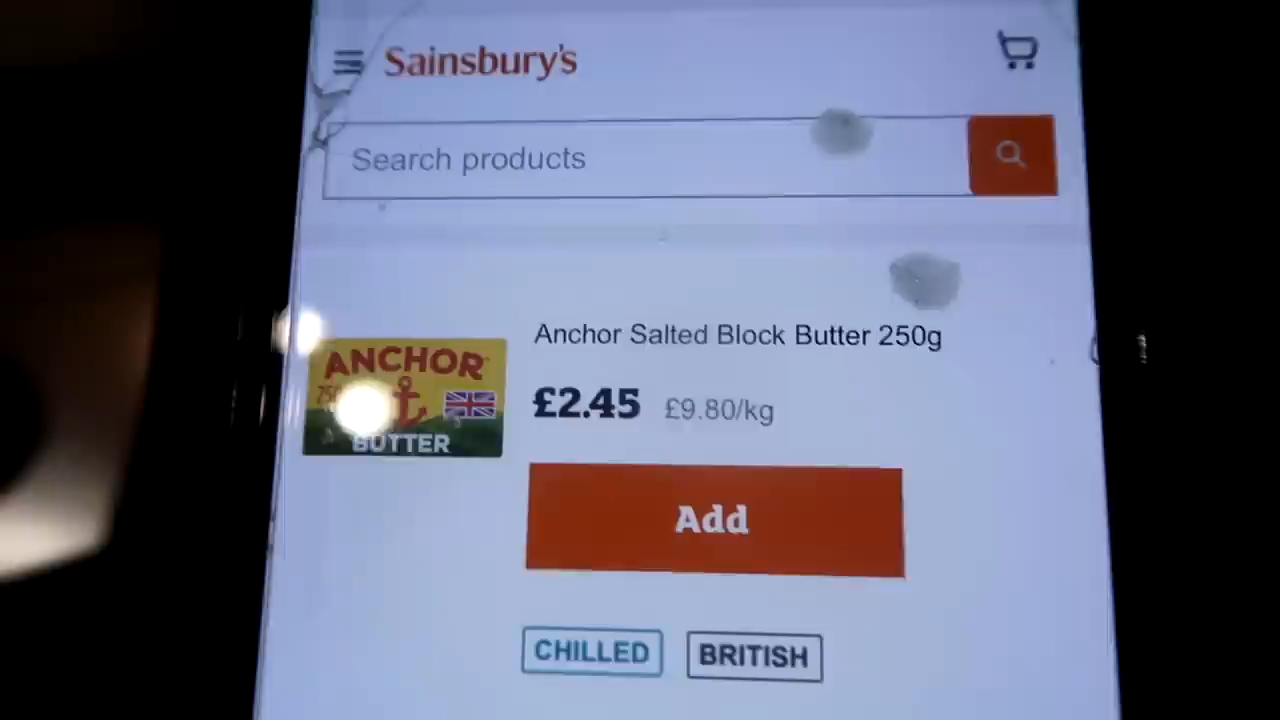 Sainsbury's
Search products
Anchor Salted Block Butter 250g
£2.45 £9.80/kg
ANCHOR
BUTTER
Add
CHILLED
BRITISH